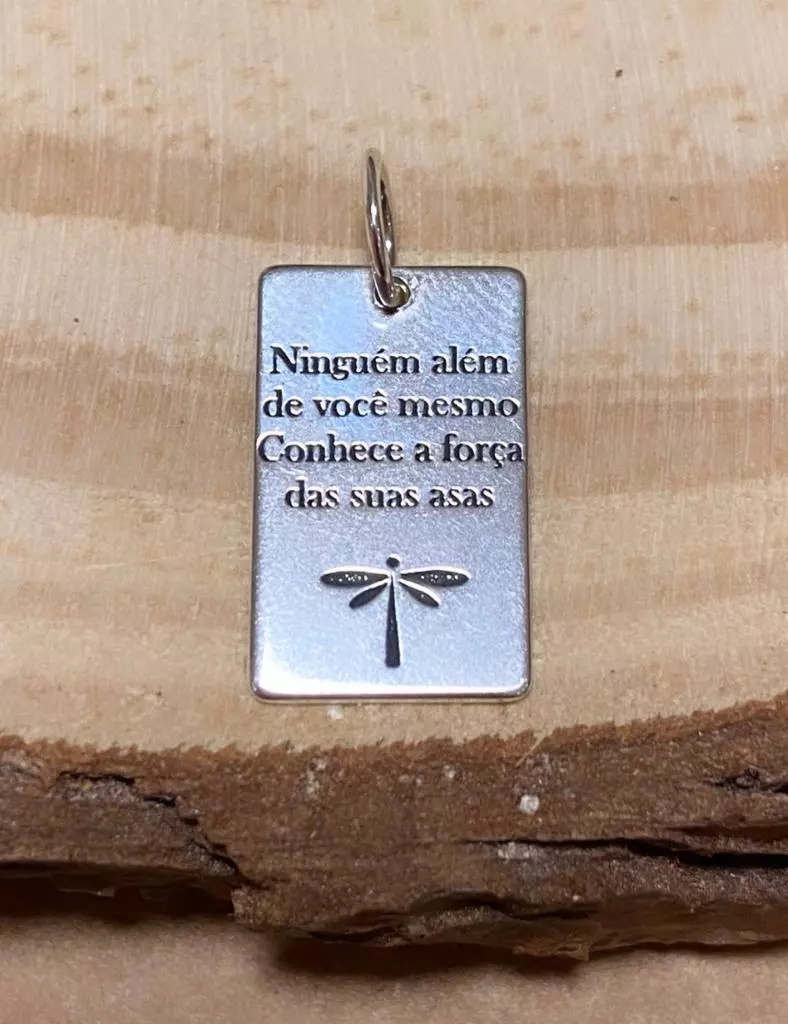 Ninguém além
de você mesmo
Conhece a força
das suas asas